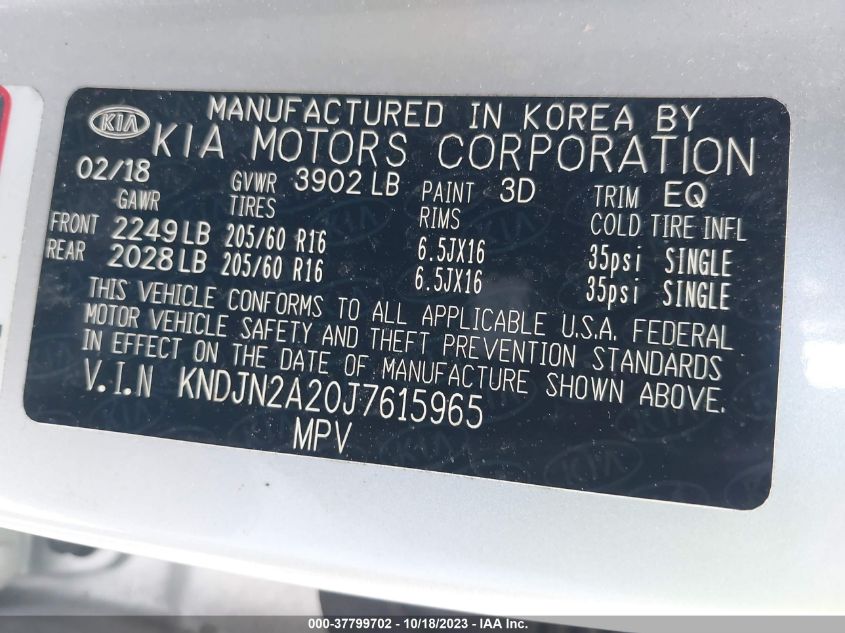 KIA
MANUFACTURED IN KOREA BY
KIA MOTORS CORPORATION
02/18 GVWR 3902 LB PAINT 3D TRIM EQ
GAWR TIRES RIMS COLD TIRE INFL
FRONT 2249 LB 205/60 R16 6.5JX16 35psi SINGLE
REAR 2028 LB 205/60 R16 6.5JX16 35psi SINGLE
THIS VEHICLE CONFORMS TO ALL APPLICABLE U.S.A. FEDERAL
MOTOR VEHICLE SAFETY AND THEFT PREVENTION STANDARDS
IN EFFECT ON THE DATE OF MANUFACTURE SHOWN ABOVE.
V.I.N KNDJN2A20J7615965
MPV
000-37799702 - 10/18/2023 - IAA Inc.